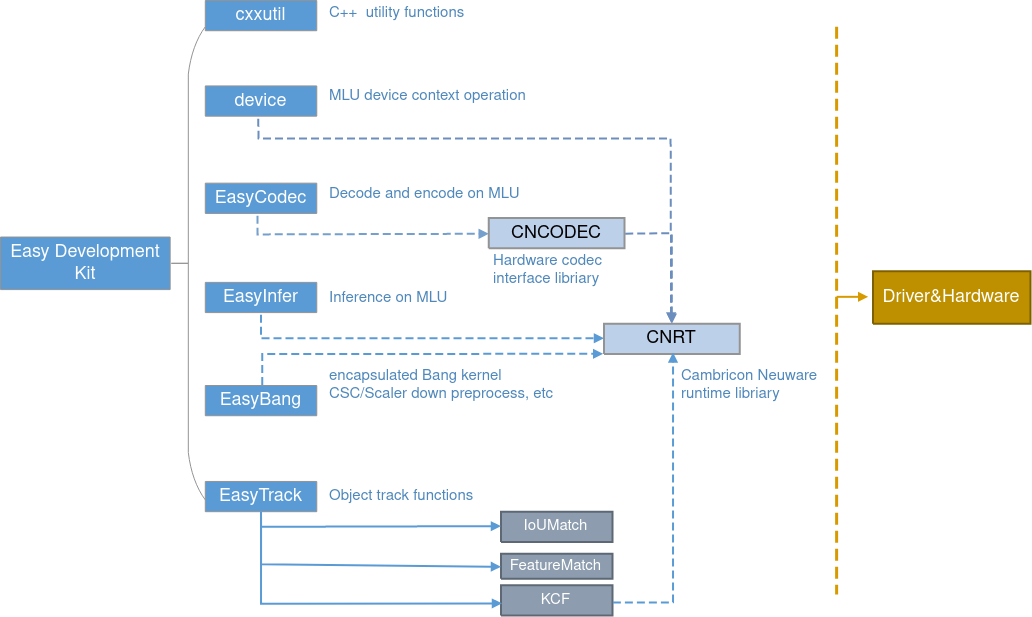 cxxutil
C++  utility functions
device
MLU device context operation
EasyCodec
Decode and encode on MLU
CNCODEC
Hardware codec
interface libriary
Easy Development
Kit
EasyInfer
Inference on MLU
Driver&Hardware
CNRT
Cambricon Neuware
runtime libriary
EasyBang
encapsulated Bang kernel
CSC/Scaler down preprocess, etc
EasyTrack
Object track functions
IoUMatch
FeatureMatch
KCF